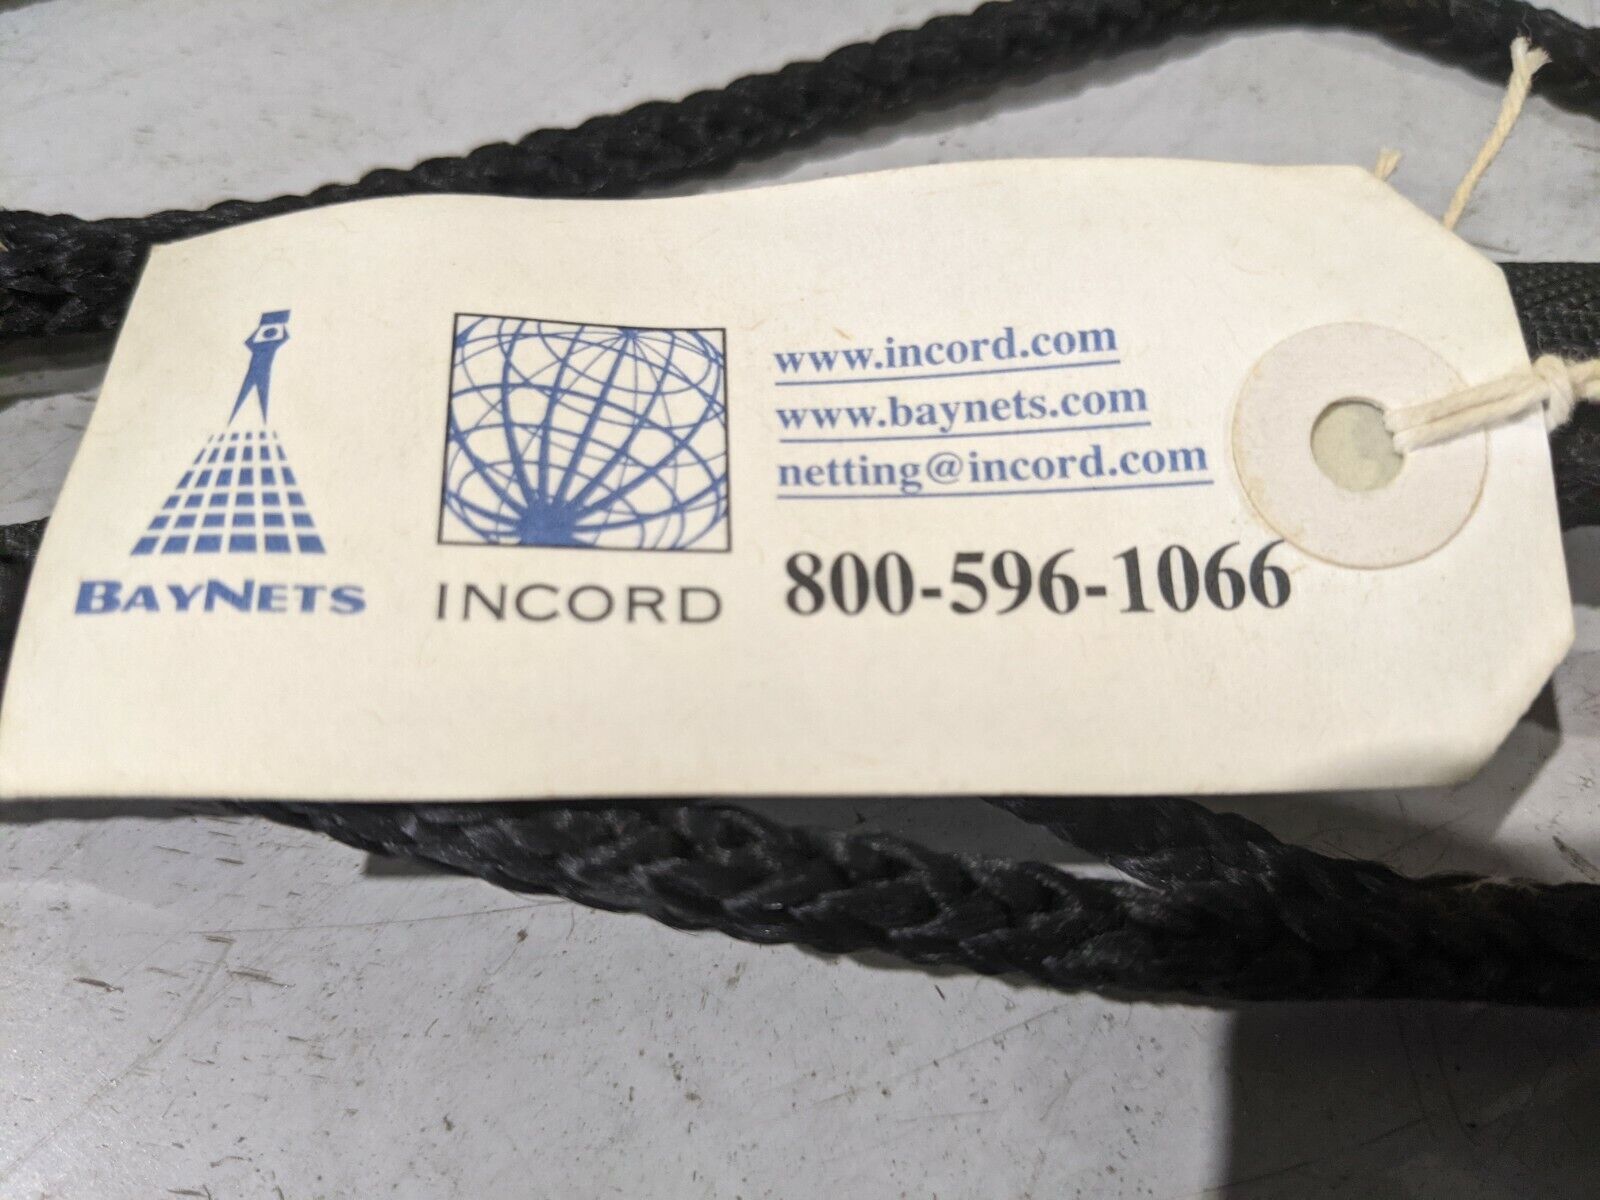 BAYNETS
INCORD
www.incord.com
www.baynets.com
netting@incord.com
800-596-1066